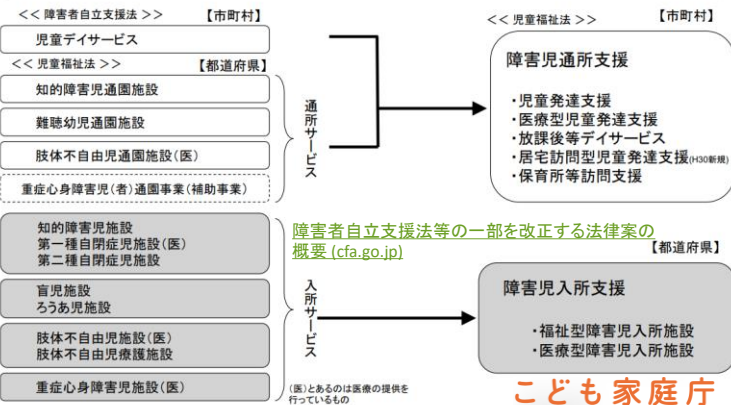 << 障害者自立支援法 >> 【市町村】
児童デイサービス
<< 児童福祉法 >> 【都道府県】
知的障害児通園施設
難聴幼児通園施設
肢体不自由児通園施設(医)
重症心身障害児(者)通園事業(補助事業)
通所サービス
<< 児童福祉法 >> 【市町村】
障害児通所支援
・児童発達支援
・医療型児童発達支援
・放課後等デイサービス
・居宅訪問型児童発達支援(H30新規)
・保育所等訪問支援
知的障害児施設
第一種自閉症児施設(医)
第二種自閉症児施設
盲児施設
ろうあ児施設
肢体不自由児施設(医)
肢体不自由児療護施設
重症心身障害児施設(医)
入所サービス
(医)とあるのは医療の提供を
行っているもの
障害者自立支援法等の一部を改正する法律案の
概要 (cfa.go.jp)
【都道府県】
障害児入所支援
・福祉型障害児入所施設
・医療型障害児入所施設
こども家庭庁